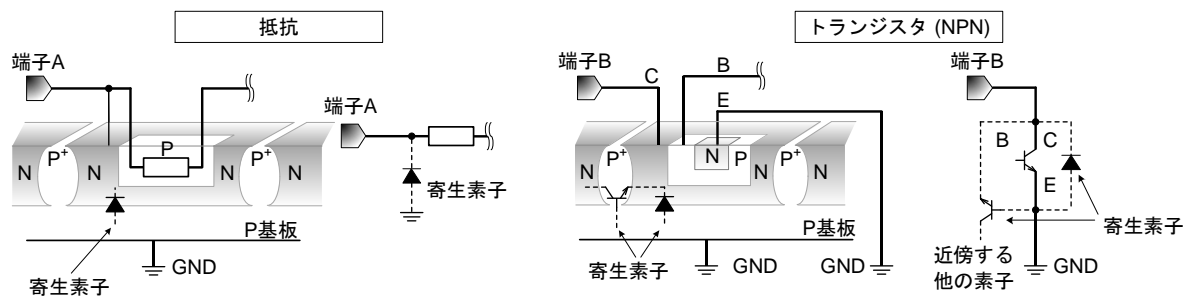 抵抗
トランジスタ (NPN)
端子A
端子A
P
N
P+
N
N
P+
N
寄生素子
P基板
GND
寄生素子
端子B
C
B
E
N
P+
N
N
P
N
P+
N
P基板
寄生素子
GND
GND
端子B
B
C
E
寄生素子
近傍する
他の素子
GND